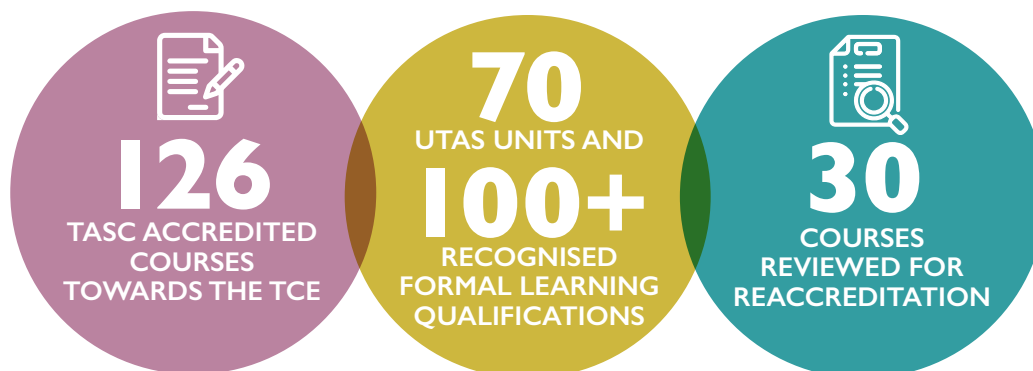 126
TASC ACCREDITED
COURSES
TOWARDS THE TCE
70
UTAS UNITS AND
100+
RECOGNISED
FORMAL LEARNING
QUALIFICATIONS
30
COURSES
REVIEWED FOR
REACCREDITATION